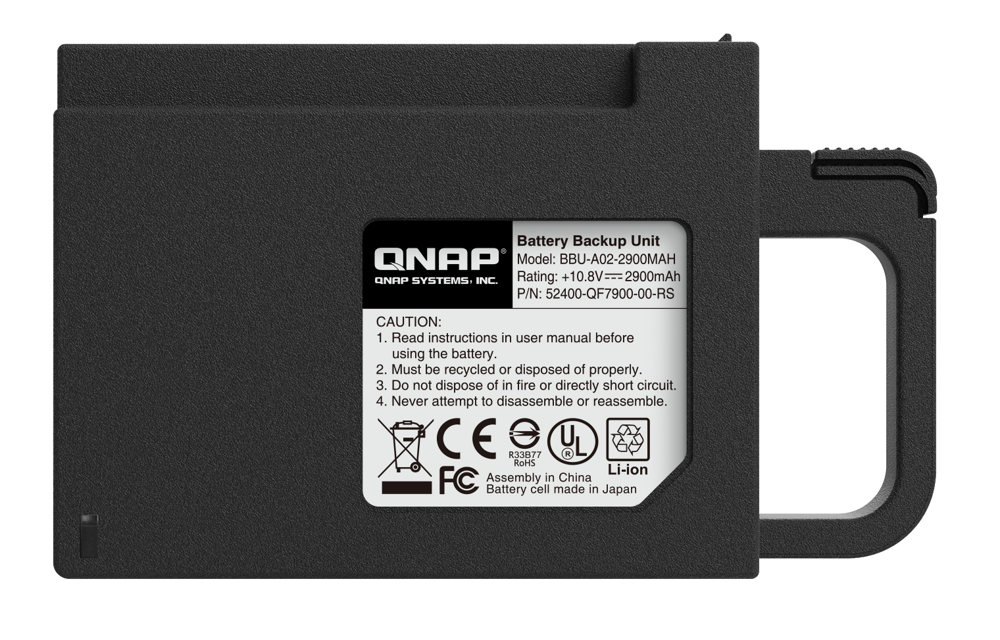 QNAP®
QNAP SYSTEMS, INC.
Battery Backup Unit
Model: BBU-A02-2900MAH
Rating: +10.8V⎓2900mAh
P/N: 52400-QF7900-00-RS
CAUTION:
1. Read instructions in user manual before
using the battery.
2. Must be recycled or disposed of properly.
3. Do not dispose of in fire or directly short circuit.
4. Never attempt to disassemble or reassemble.
CE
R33B77
RoHS
UL
®
Li-ion
FC
Assembly in China
Battery cell made in Japan